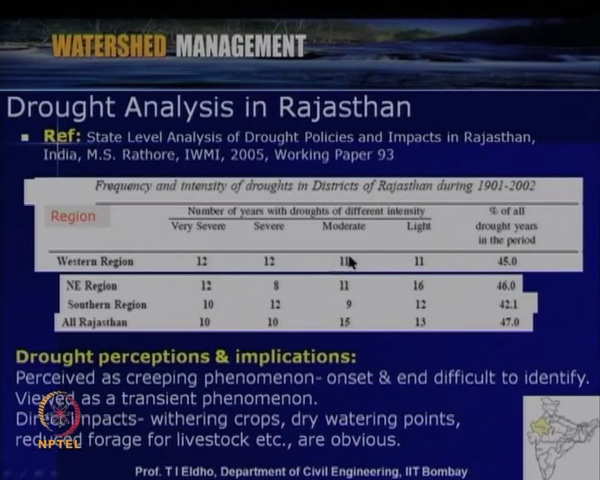 WATERSHED MANAGEMENT
Drought Analysis in Rajasthan
Ref: State Level Analysis of Drought Policies and Impacts in Rajasthan,
India, M.S. Rathore, IWMI, 2005, Working Paper 93
Frequency and intensity of droughts in Districts of Rajasthan during 1901-2002
Region Number of years with droughts of different intensity % of all
Very Severe Severe Moderate Light drought years
in the period
Western Region 12 12 11 11 45.0
NE Region 12 8 11 16 46.0
Southern Region 10 12 9 12 42.1
All Rajasthan 10 10 15 13 47.0
Drought perceptions & implications:
Perceived as creeping phenomenon- onset & end difficult to identify.
Viewed as a transient phenomenon.
Direct impacts- withering crops, dry watering points,
reduced forage for livestock etc., are obvious.
NPTEL
Prof. T I Eldho, Department of Civil Engineering, IIT Bombay